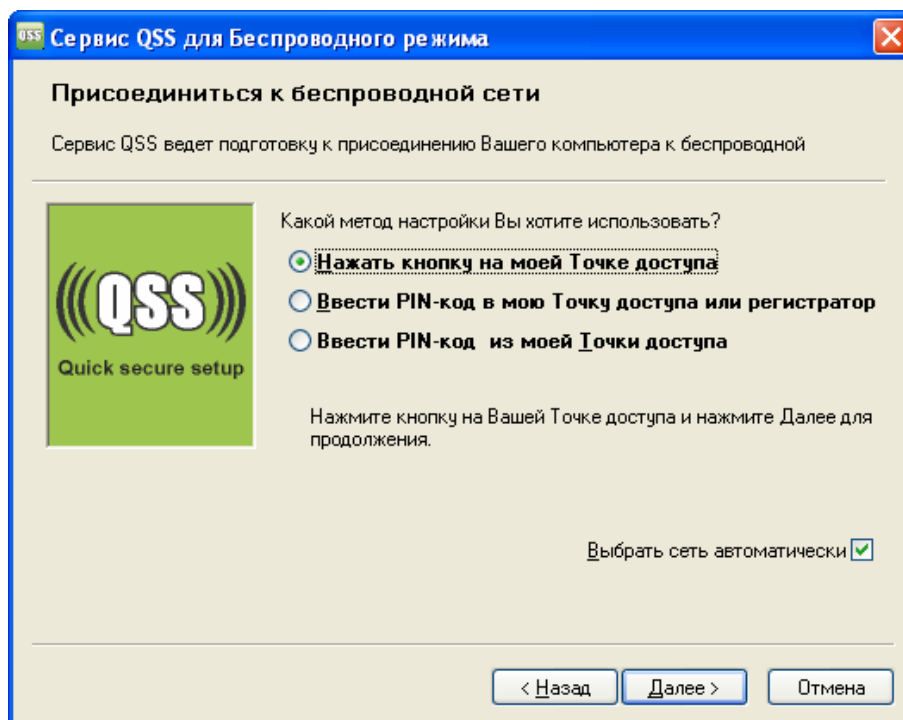 QSS Сервис QSS для Беспроводного режима
Присоединиться к беспроводной сети
Сервис QSS ведет подготовку к присоединению Вашего компьютера к беспроводной
Какой метод настройки Вы хотите использовать?
Нажать кнопку на моей Точке доступа
Ввести PIN-код в мою Точку доступа или регистратор
Ввести PIN-код из моей Точки доступа
QSS
Quick secure setup
Нажмите кнопку на Вашей Точке доступа и нажмите Далее для
продолжения.
Выбрать сеть автоматически
< Назад Далее > Отмена